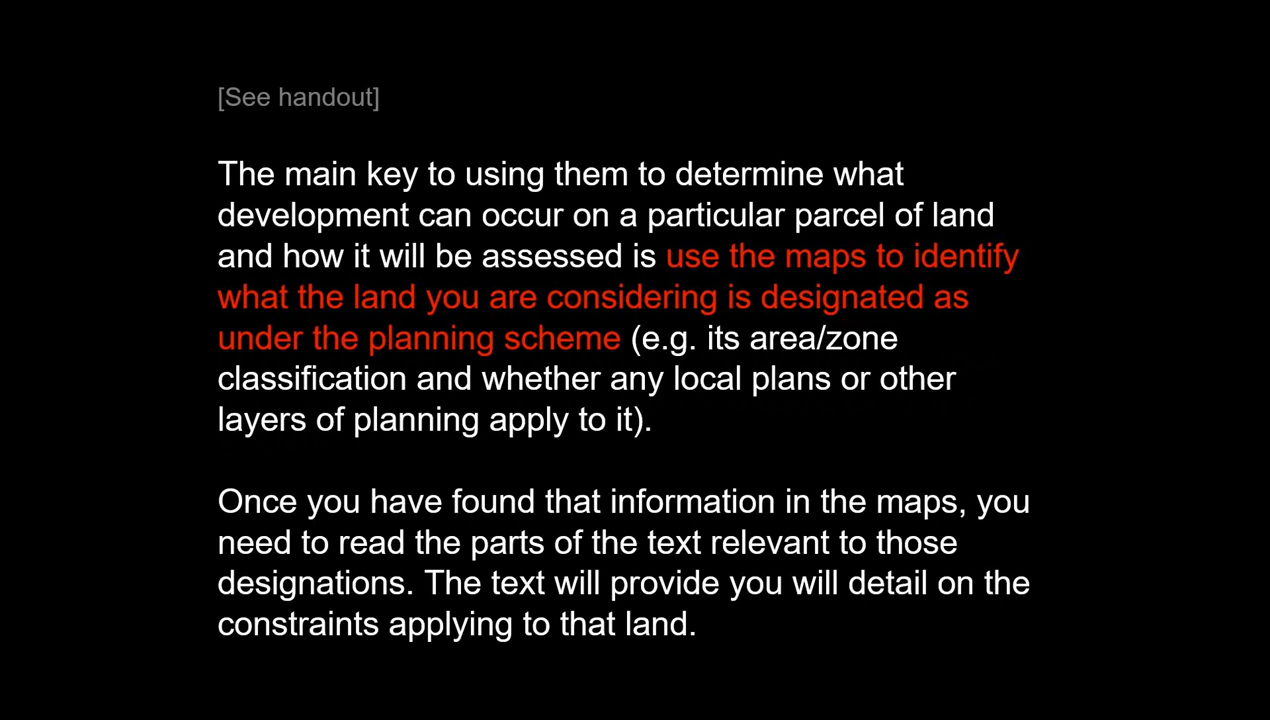 [See handout]
The main key to using them to determine what
development can occur on a particular parcel of land
and how it will be assessed is use the maps to identify
what the land you are considering is designated as
under the planning scheme (e.g. its area/zone
classification and whether any local plans or other
layers of planning apply to it).
Once you have found that information in the maps, you
need to read the parts of the text relevant to those
designations. The text will provide you will detail on the
constraints applying to that land.